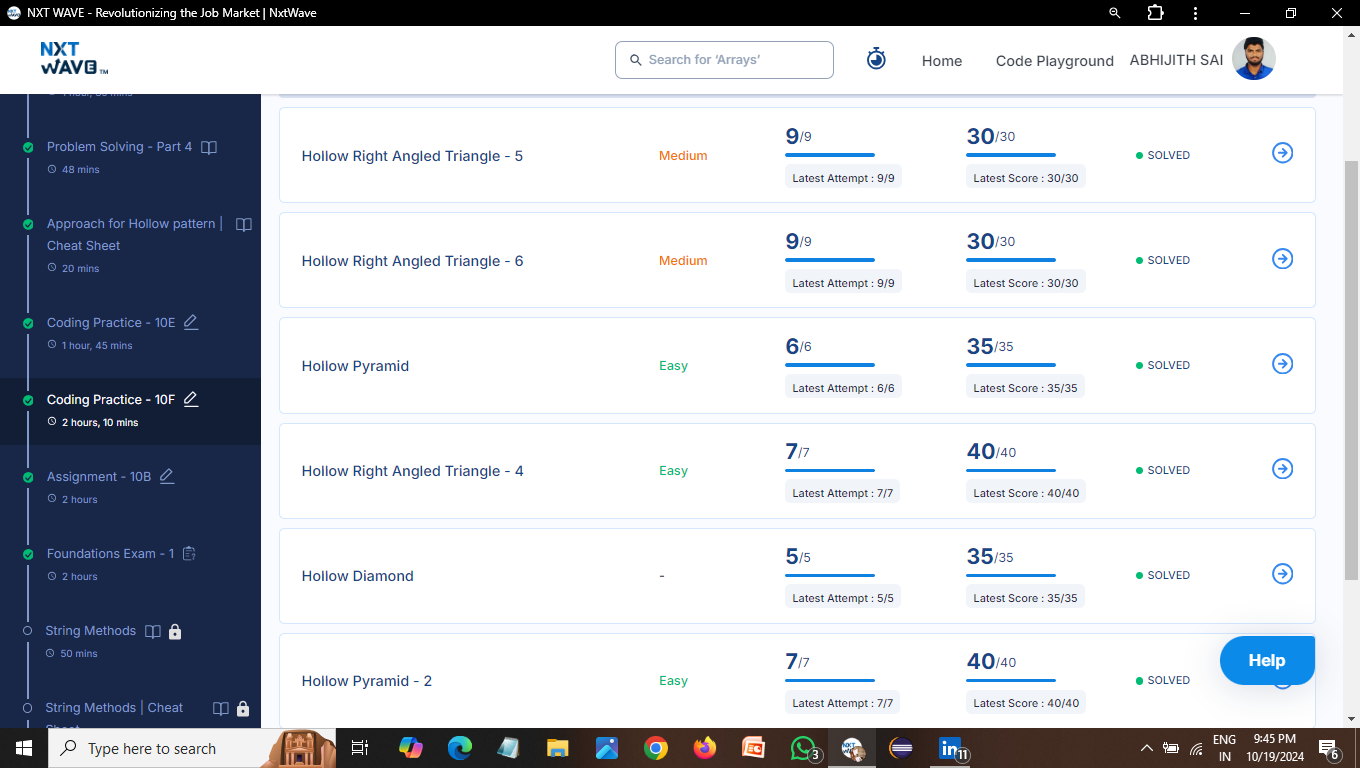 NXT WAVE - Revolutionizing the Job Market | NxtWave
NXT
WAVE TM
Search for ‘Arrays’
Home
Code Playground
ABHIJITH SAI
Problem Solving - Part 4
48 mins
Approach for Hollow pattern |
Cheat Sheet
20 mins
Coding Practice - 10E
1 hour, 45 mins
Coding Practice - 10F
2 hours, 10 mins
Assignment - 10B
2 hours
Foundations Exam - 1
2 hours
String Methods
50 mins
String Methods | Cheat
Hollow Right Angled Triangle - 5
Medium
9/9
Latest Attempt : 9/9
30/30
Latest Score : 30/30
SOLVED
Hollow Right Angled Triangle - 6
Medium
9/9
Latest Attempt : 9/9
30/30
Latest Score : 30/30
SOLVED
Hollow Pyramid
Easy
6/6
Latest Attempt : 6/6
35/35
Latest Score : 35/35
SOLVED
Hollow Right Angled Triangle - 4
Easy
7/7
Latest Attempt : 7/7
40/40
Latest Score : 40/40
SOLVED
Hollow Diamond
-
5/5
Latest Attempt : 5/5
35/35
Latest Score : 35/35
SOLVED
Hollow Pyramid - 2
Easy
7/7
Latest Attempt : 7/7
40/40
Latest Score : 40/40
SOLVED
Help
Type here to search
3
11
ENG
IN
9:45 PM
10/19/2024
6